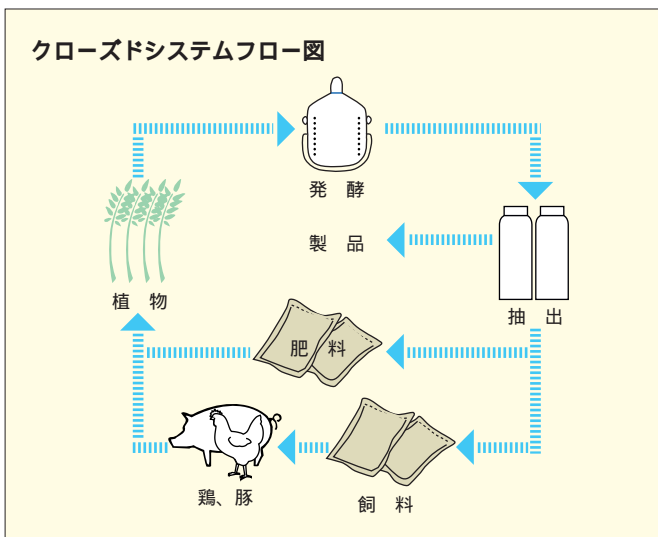 クローズドシステムフロー図
発 酵
製 品
植 物
抽 出
肥 料
鶏、豚
飼 料